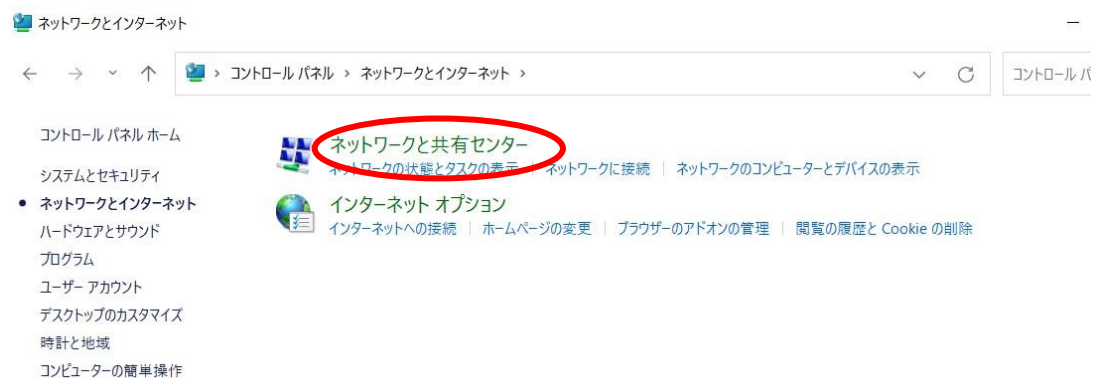 ネットワークとインターネット
コントロール パネル › ネットワークとインターネット ›
コントロール パ
コントロール パネル ホーム
システムとセキュリティ
ネットワークとインターネット
ハードウェアとサウンド
プログラム
ユーザー アカウント
デスクトップのカスタマイズ
時計と地域
コンピューターの簡単操作
ネットワークと共有センター
ネットワークの状態とタスクの表示 | ネットワークに接続 | ネットワークのコンピューターとデバイスの表示
インターネット オプション
インターネットへの接続 | ホームページの変更 | ブラウザーのアドオンの管理 | 閲覧の履歴と Cookie の削除